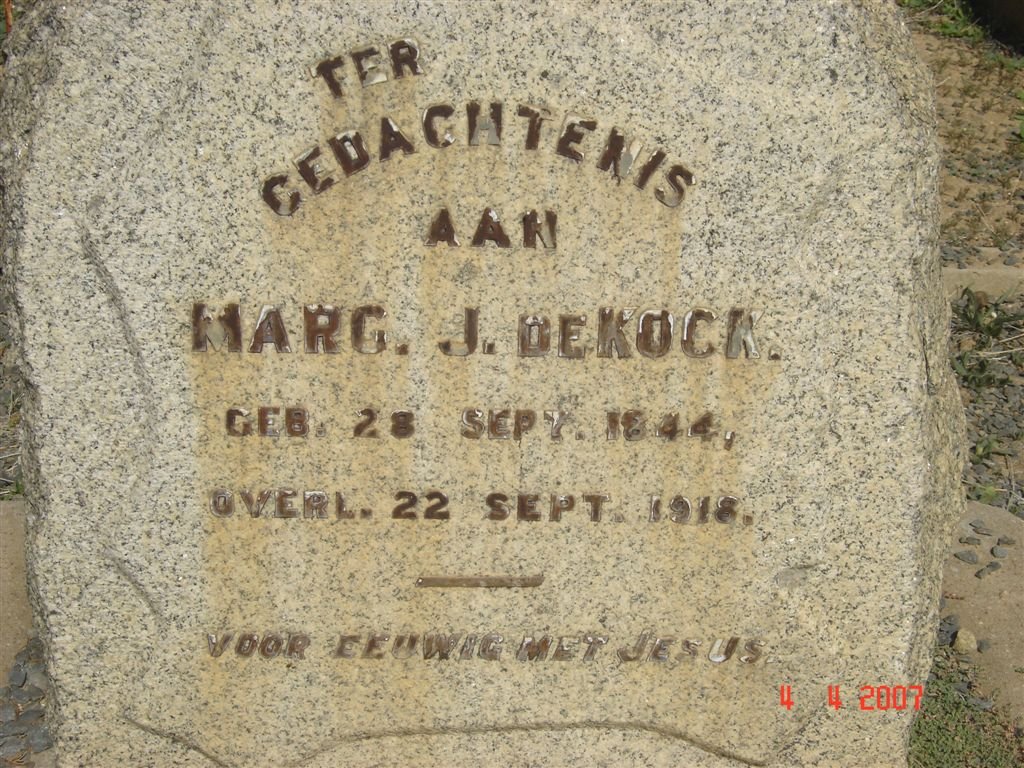 TER
GEDACHTENIS
AAN
MARG. J. DEKOCK.
GEB. 28 SEPT. 1844,
OVERL. 22 SEPT. 1918.
VOOR EEUWIG MET JESUS.
4 4 2007